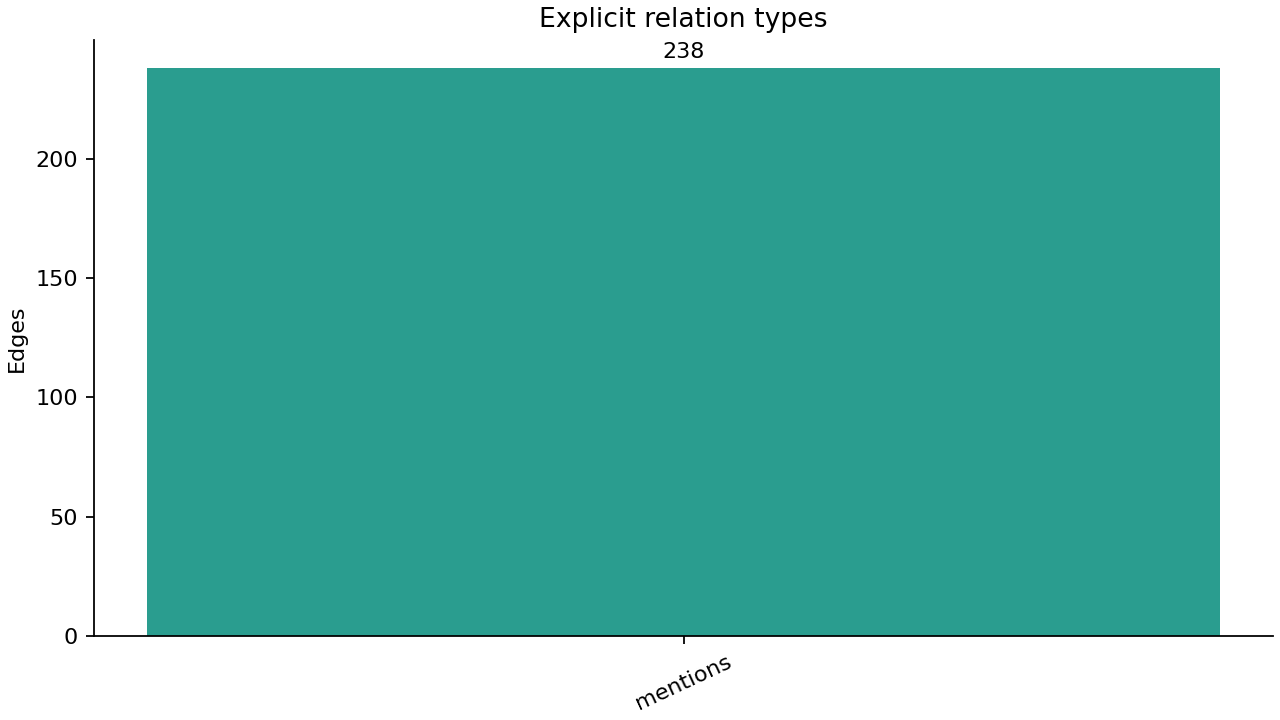 Explicit relation types
238
200
150
100
50
0
Edges
mentions